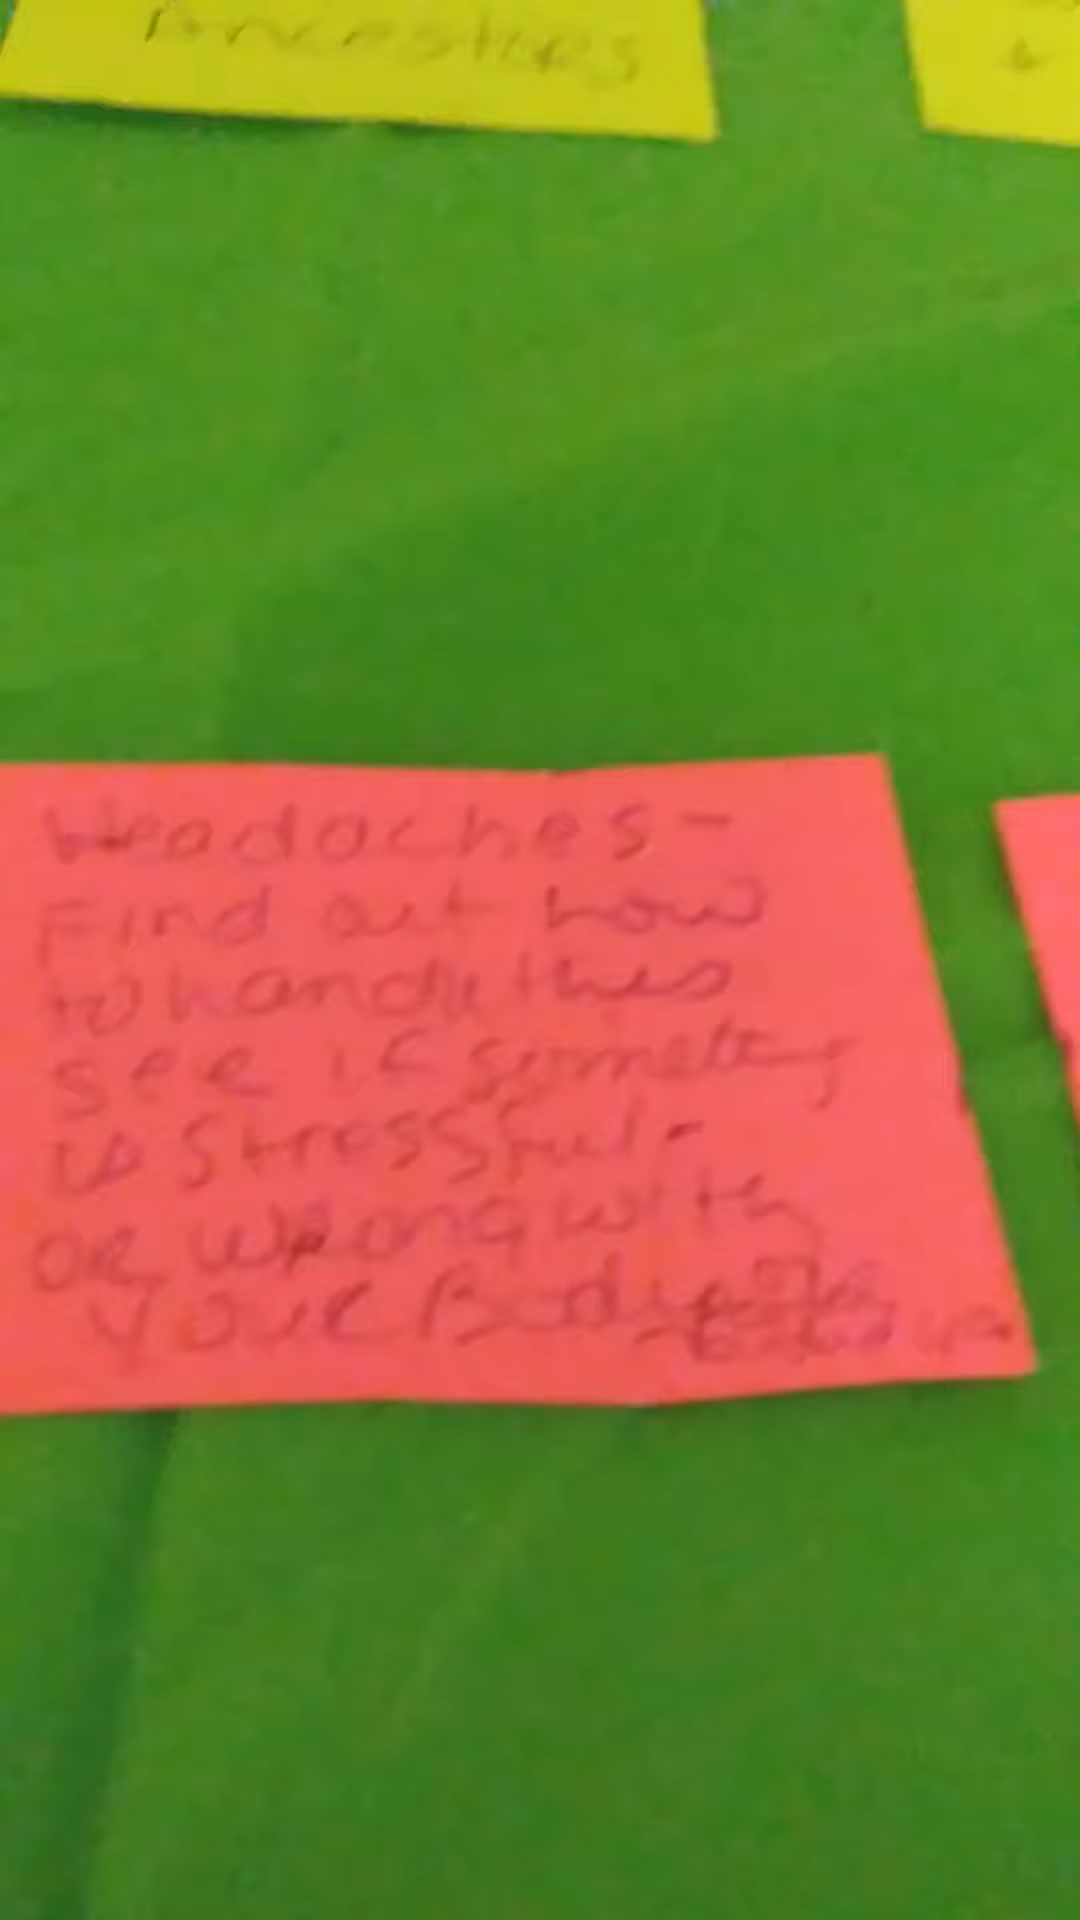 Ancestors
Headaches -
Find out how
to handle this
see if something
is stressful -
or wrong with
your Body